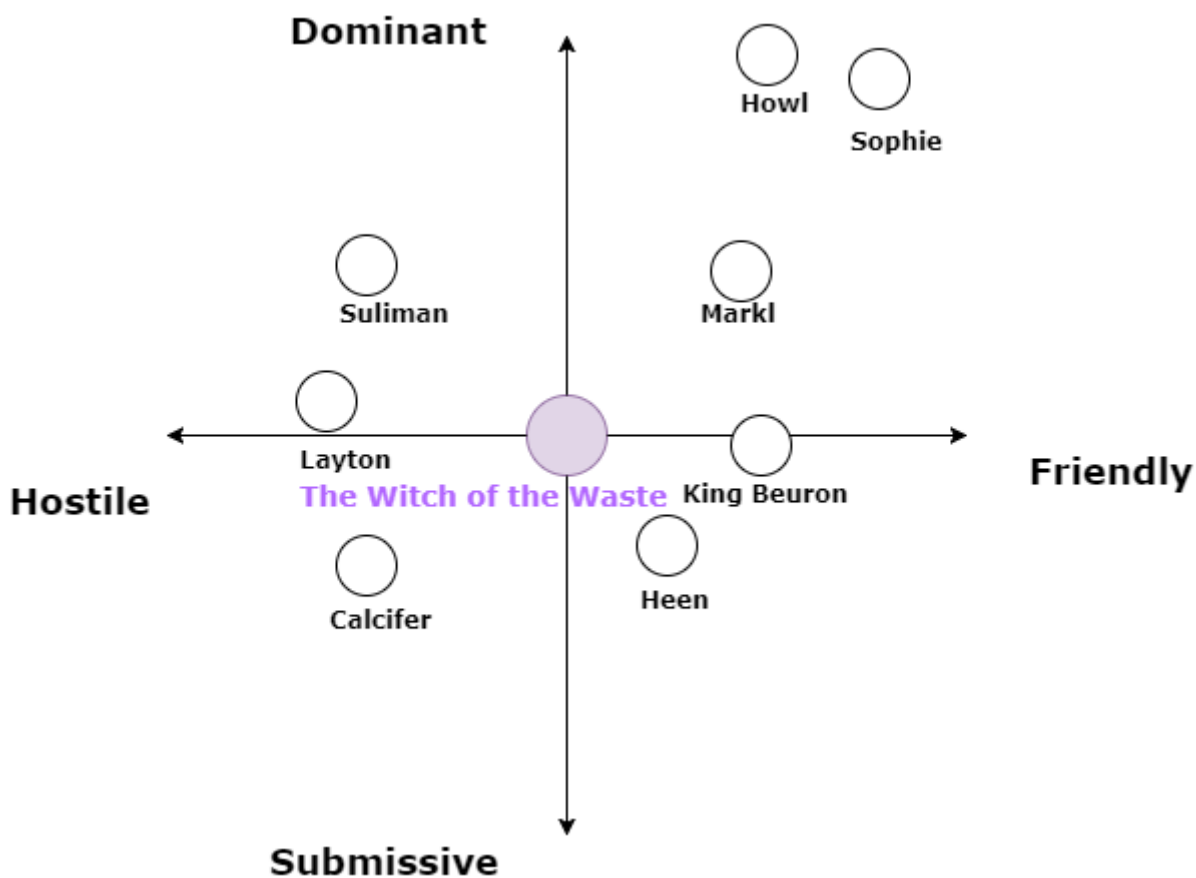 Dominant
Howl
Sophie
Suliman
Markl
Layton
Friendly
Hostile
The Witch of the Waste
King Beuron
Heen
Calcifer
Submissive